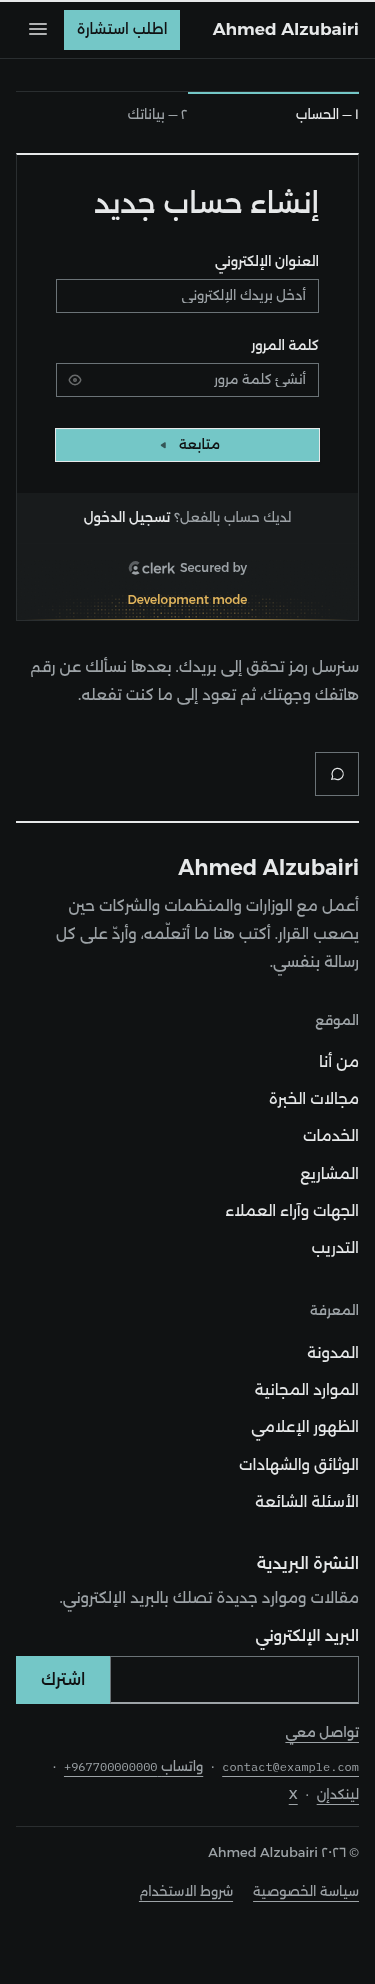 Ahmed Alzubairi
اطلب استشارة
١ — الحساب
٢ — بياناتك
إنشاء حساب جديد
العنوان الإلكتروني
أدخل بريدك الإلكتروني
كلمة المرور
أنشئ كلمة مرور
متابعة
لديك حساب بالفعل؟ تسجيل الدخول
Secured by clerk
Development mode
سنرسل رمز تحقق إلى بريدك. بعدها نسألك عن رقم
هاتفك وجهتك، ثم تعود إلى ما كنت تفعله.
Ahmed Alzubairi
أعمل مع الوزارات والمنظمات والشركات حين
يصعب القرار. أكتب هنا ما أتعلّمه، وأردّ على كل
رسالة بنفسي.
الموقع
من أنا
مجالات الخبرة
الخدمات
المشاريع
الجهات وآراء العملاء
التدريب
المعرفة
المدونة
الموارد المجانية
الظهور الإعلامي
الوثائق والشهادات
الأسئلة الشائعة
النشرة البريدية
مقالات وموارد جديدة تصلك بالبريد الإلكتروني.
البريد الإلكتروني
اشترك
تواصل معي
contact@example.com · واتساب +967700000000 ·
لينكدإن · X
© ٢٠٢٦ Ahmed Alzubairi
سياسة الخصوصية
شروط الاستخدام